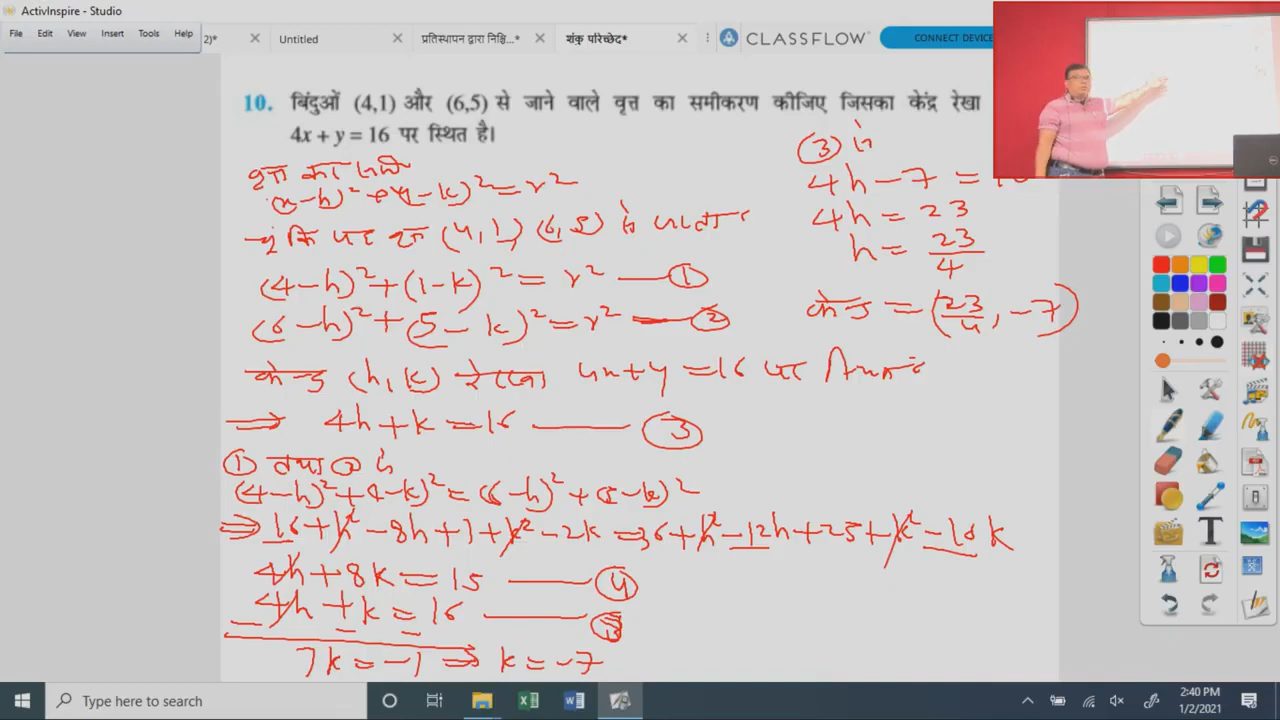 ActivInspire - Studio
File Edit View Insert Tools Help
2)* Untitled प्रतिस्थापन द्वारा निश्चि...* शंकु परिच्छेद* CLASSFLOW CONNECT DEVICE
10. बिंदुओं (4,1) और (6,5) से जाने वाले वृत्त का समीकरण कीजिए जिसका केंद्र रेखा
4x + y = 16 पर स्थित है।
वृत्त का
(x-h)² + (y-k)² = r²
चूंकि यह वृत्त (4,1) (6,5) से जाता
(4-h)² + (1-k)² = r² — ①
(6-h)² + (5-k)² = r² — ②
केन्द्र (h,k) रेखा 4x+y=16 पर
⇒ 4h+k=16 — ③
① तथा ② से
(4-h)²+(1-k)²=(6-h)²+(5-k)²
⇒ 16+h²-8h+1+k²-2k=36+h²-12h+25+k²-10k
4h+8k=15 — ④
4h+k=16 —
7k=-1 ⇒ k=-7
③ से
4h-7=16
4h=23
h=23/4
केन्द्र = (23/4, -7)
Type here to search
2:40 PM
1/2/2021